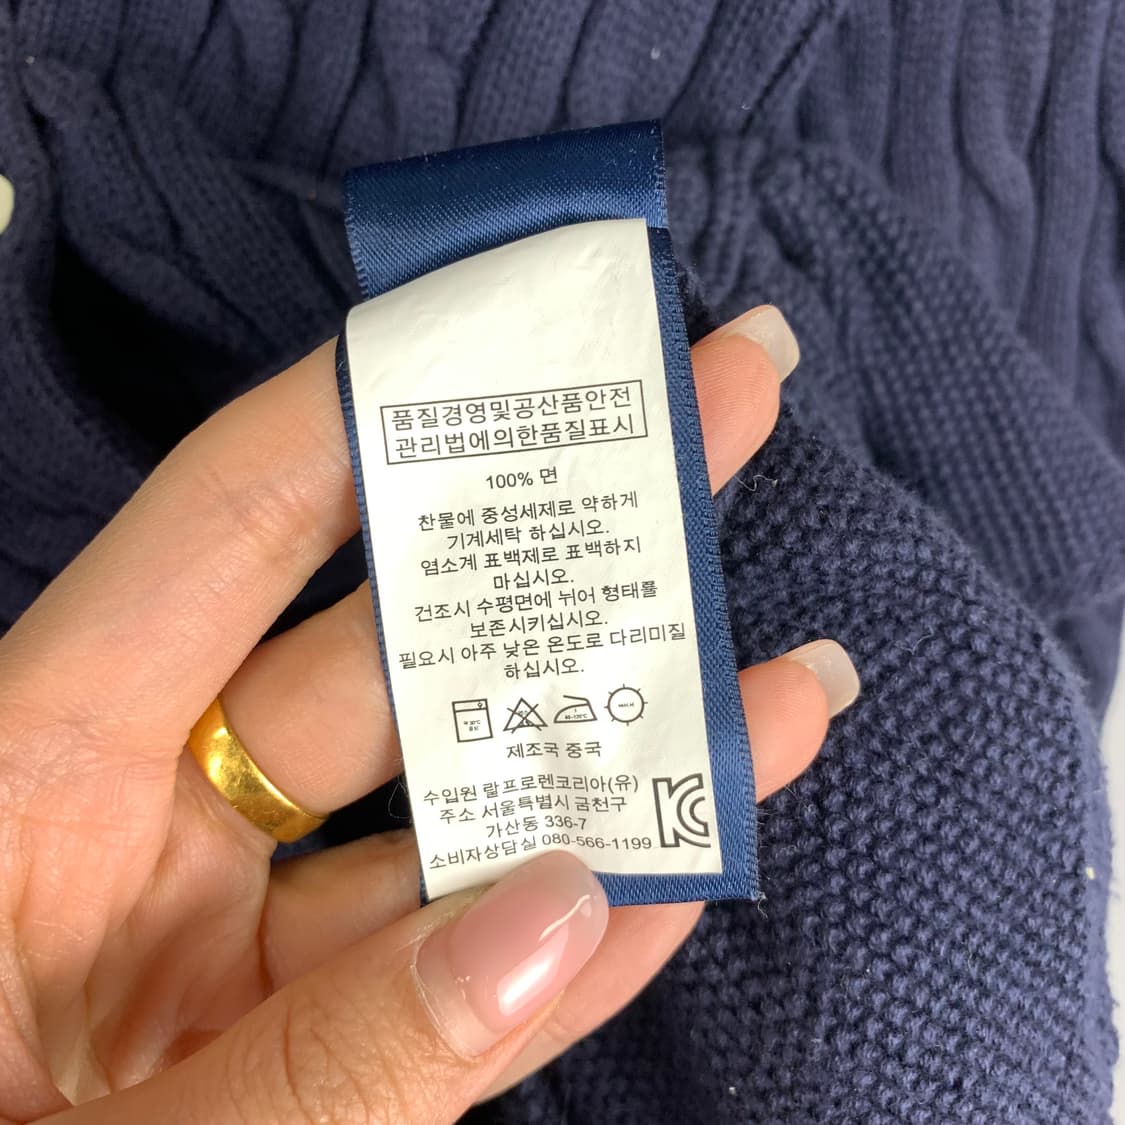 품질경영및공산품안전
관리법에의한품질표시
100% 면
찬물에 중성세제로 약하게
기계세탁 하십시오.
염소계 표백제로 표백하지
마십시오.
건조시 수평면에 뉘어 형태를
보존시키십시오.
필요시 아주 낮은 온도로 다리미질
하십시오.
제조국 중국
수입원 랄프로렌코리아(유)
주소 서울특별시 금천구
가산동 336-7
소비자상담실 080-566-1199